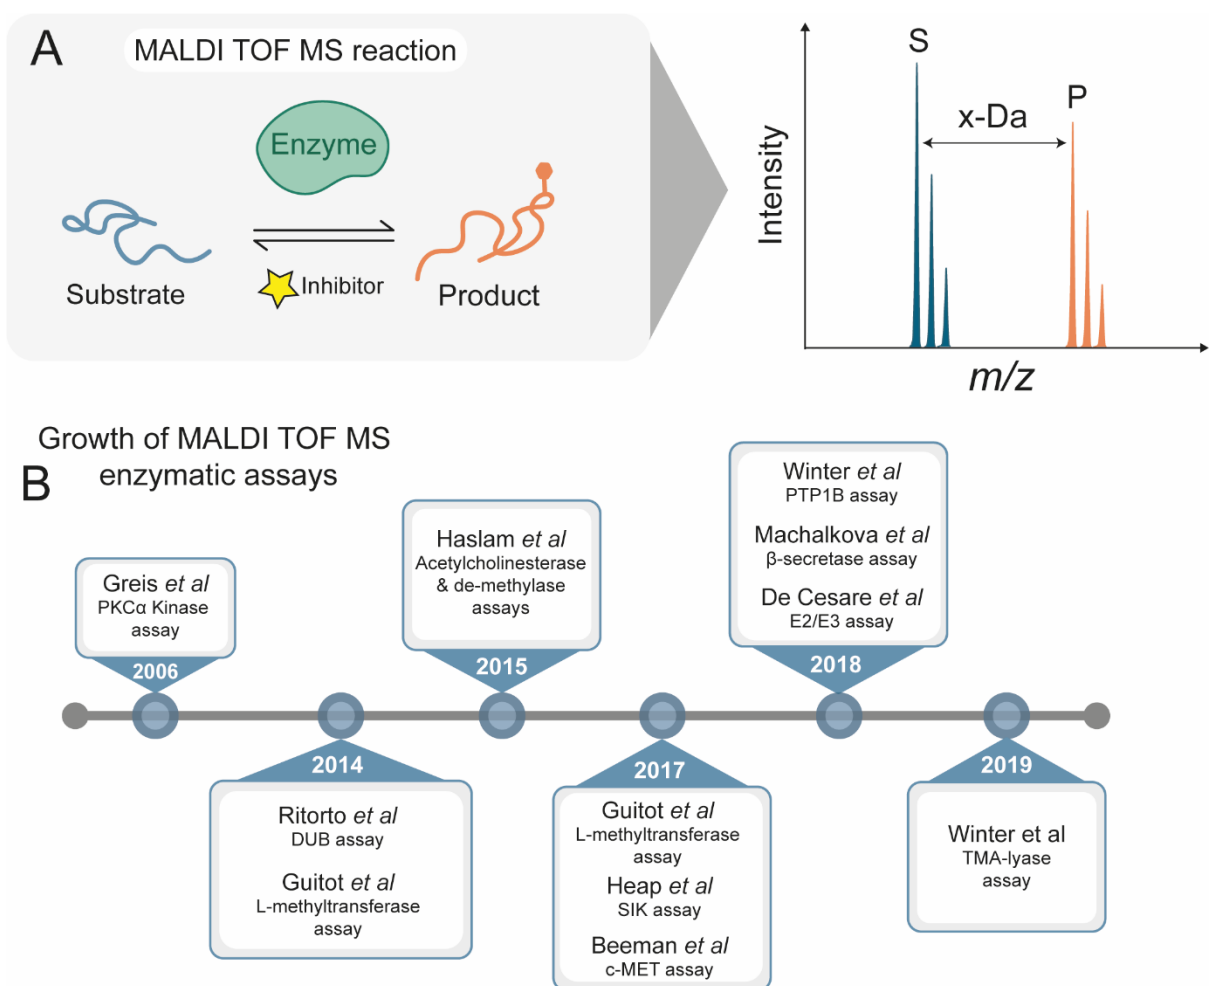 A
MALDI TOF MS reaction
Enzyme
Substrate
Inhibitor
Product
S
P
x-Da
Intensity
m/z
Growth of MALDI TOF MS
enzymatic assays
B
Greis et al
PKCα Kinase
assay
2006
Ritorto et al
DUB assay
Guitot et al
L-methyltransferase
assay
2014
Haslam et al
Acetylcholinesterase
& de-methylase
assays
2015
2017
Guitot et al
L-methyltransferase
assay
Heap et al
SIK assay
Beeman et al
c-MET assay
Winter et al
PTP1B assay
Machalkova et al
β-secretase assay
De Cesare et al
E2/E3 assay
2018
2019
Winter et al
TMA-lyase
assay